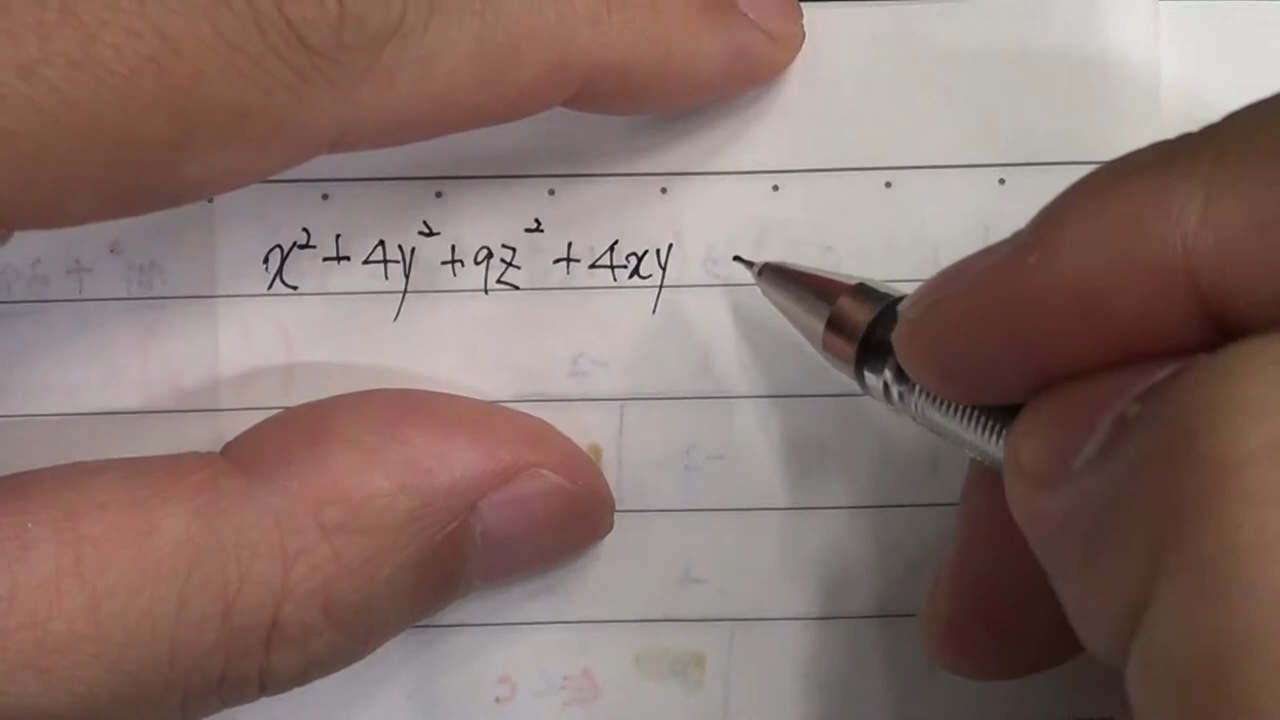 x² + 4y² + 9z² + 4xy